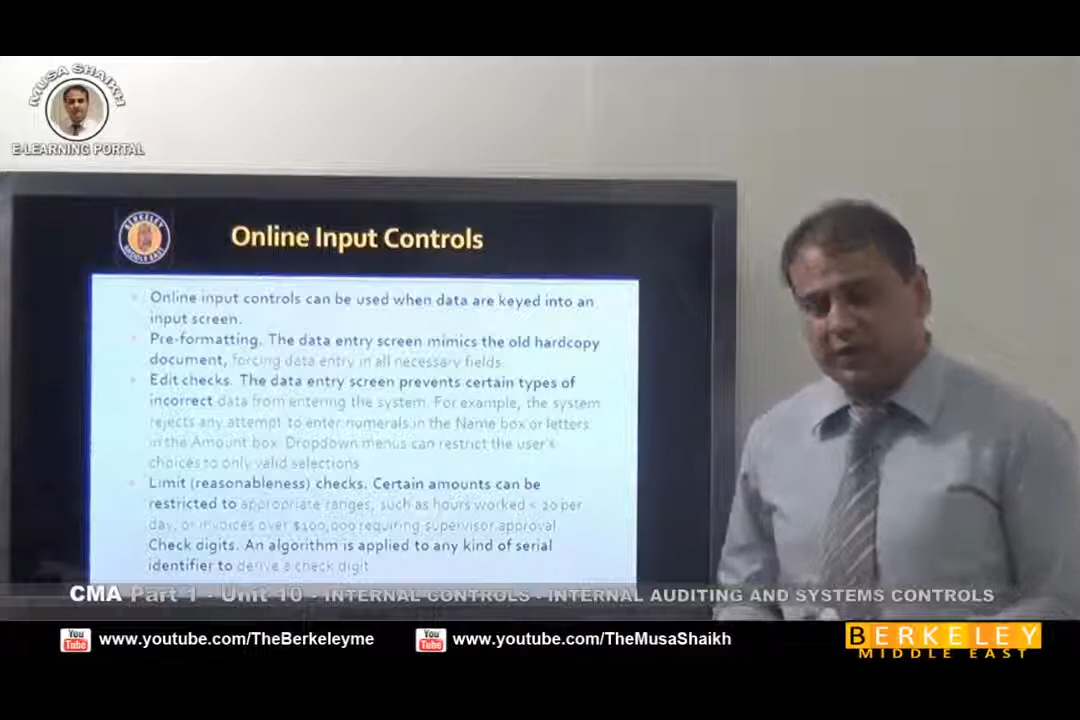 MUSA SHAIKH
E-LEARNING PORTAL
BERKELEY
MIDDLE EAST
Online Input Controls
Online input controls can be used when data are keyed into an
input screen.
Pre-formatting. The data entry screen mimics the old hardcopy
document, forcing data entry in all necessary fields.
Edit checks. The data entry screen prevents certain types of
incorrect data from entering the system. For example, the system
rejects any attempt to enter numerals in the Name box or letters
in the Amount box. Dropdown menus can restrict the user's
choices to only valid selections
Limit (reasonableness) checks. Certain amounts can be
restricted to appropriate ranges, such as hours worked < 20 per
day, or invoices over $100,000 requiring supervisor approval
Check digits. An algorithm is applied to any kind of serial
identifier to derive a check digit
CMA Part 1 - Unit 10 - INTERNAL CONTROLS - INTERNAL AUDITING AND SYSTEMS CONTROLS
You Tube www.youtube.com/TheBerkeleyme
You Tube www.youtube.com/TheMusaShaikh
BERKELEY
MIDDLE EAST